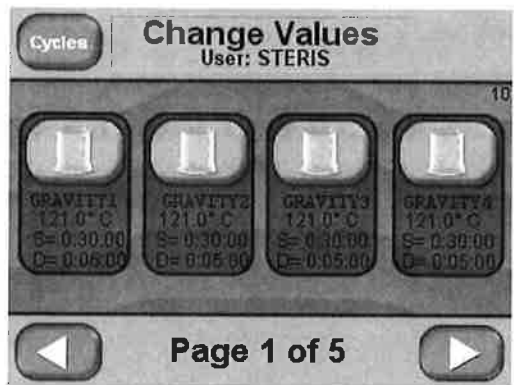 Cycles
Change Values
User: STERIS
10
GRAVITY1 GRAVITY2 GRAVITY3 GRAVITY4
121.0° C 121.0° C 121.0° C 121.0° C
S= 0:30:00 S= 0:30:00 S= 0:30:00 S= 0:30:00
D= 0:05:00 D= 0:05:00 D= 0:05:00 D= 0:05:00
Page 1 of 5